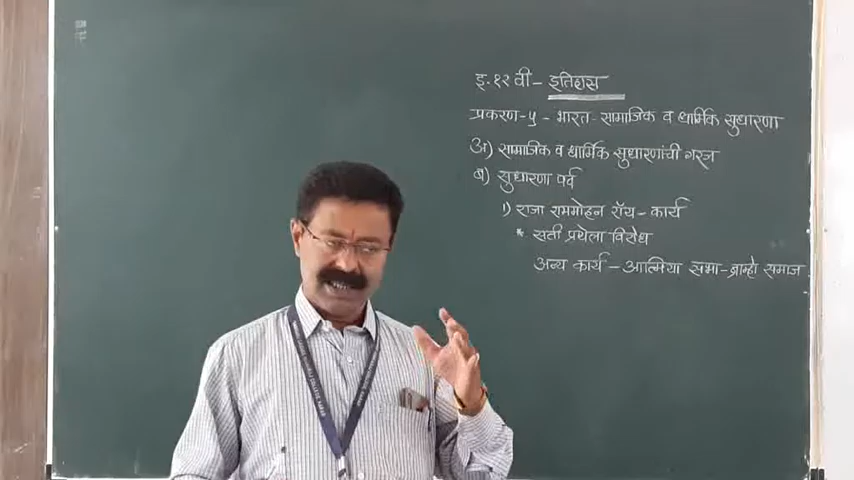 इ.१२ वी - इतिहास
प्रकरण-५ - भारत- सामाजिक व धार्मिक सुधारणा
अ) सामाजिक व धार्मिक सुधारणांची गरज
ब) सुधारणा पर्व
१) राजा राममोहन रॉय - कार्य
* सती प्रथेला विरोध
अन्य कार्य - आत्मिया सभा - ब्राम्हो समाज